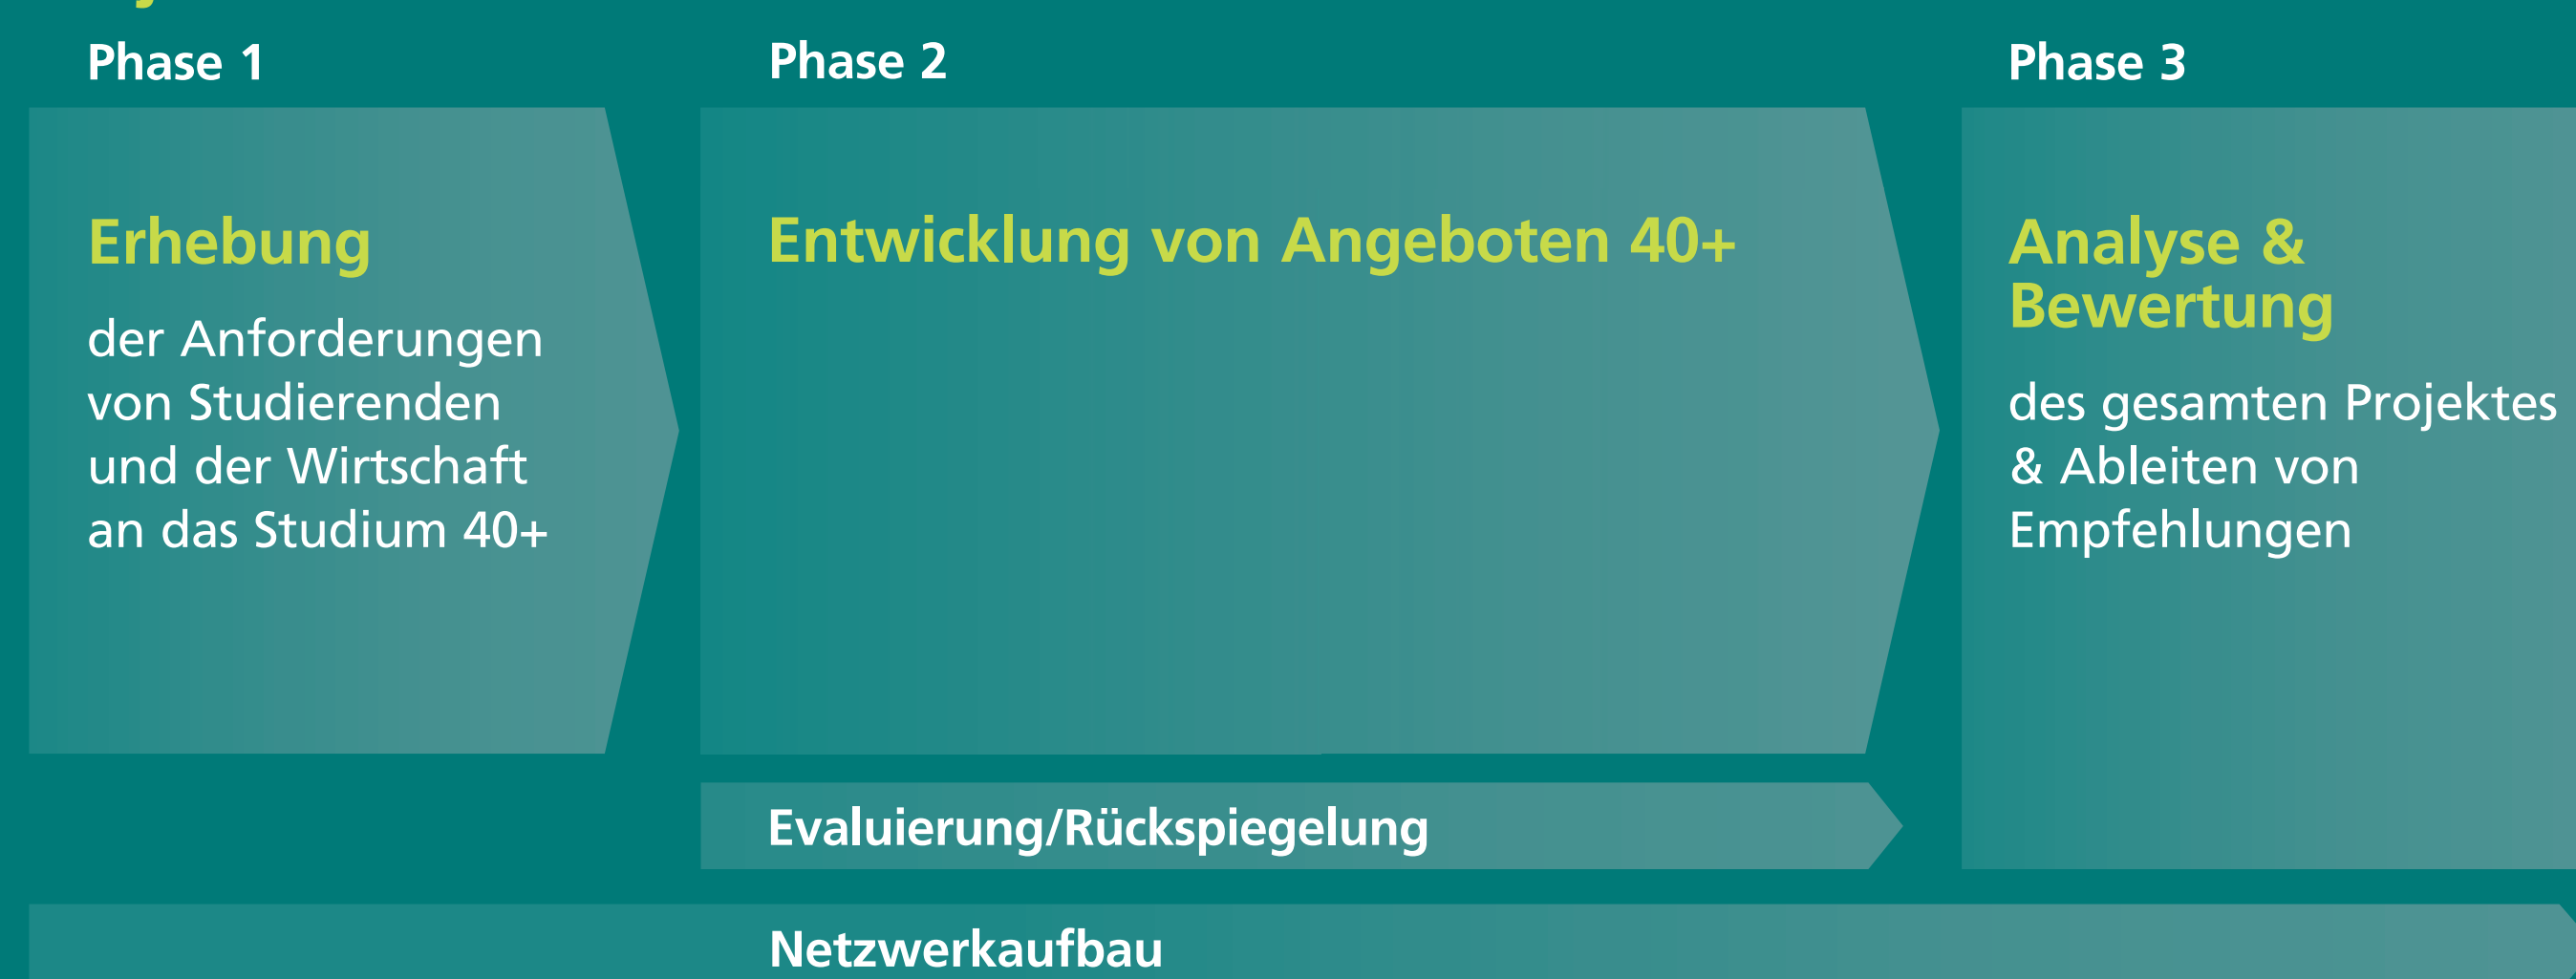 Phase 1
Erhebung
der Anforderungen
von Studierenden
und der Wirtschaft
an das Studium 40+
Phase 2
Entwicklung von Angeboten 40+
Phase 3
Analyse &
Bewertung
des gesamten Projektes
& Ableiten von
Empfehlungen
Evaluierung/Rückspiegelung
Netzwerkaufbau